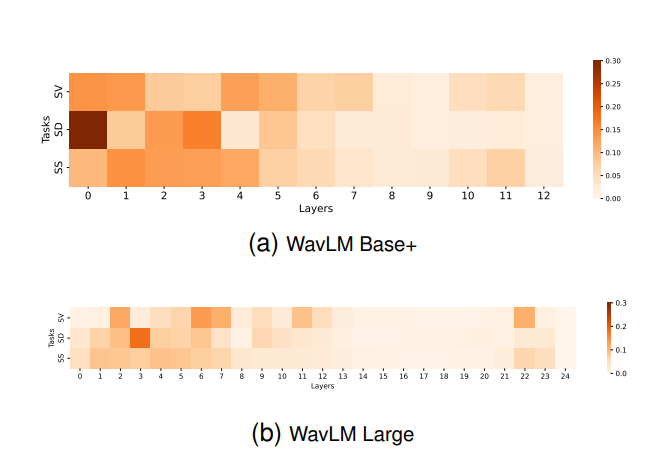 0.30
0.25
0.20
0.15
0.10
0.05
0.00
Tasks
SV
SD
SS
0 1 2 3 4 5 6 7 8 9 10 11 12
Layers
(a) WavLM Base+
0.3
0.2
0.1
0.0
Tasks
SV
SD
SS
0 1 2 3 4 5 6 7 8 9 10 11 12 13 14 15 16 17 18 19 20 21 22 23 24
Layers
(b) WavLM Large